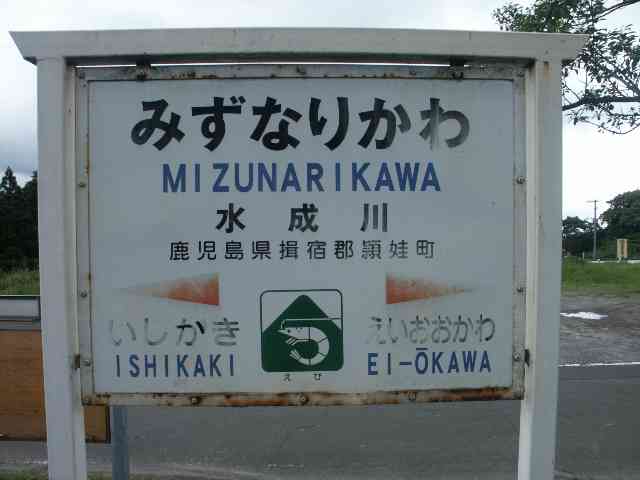 みずなりかわ
MIZUNARIKAWA
水成川
鹿児島県揖宿郡頴娃町
いしかき
えいおおかわ
ISHIKAKI
EI-ŌKAWA
えび